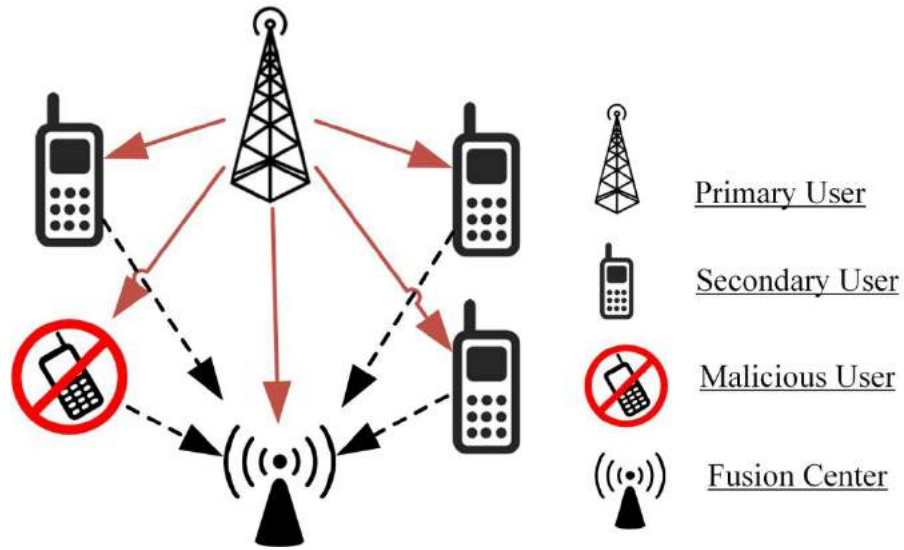 Primary User
Secondary User
Malicious User
Fusion Center